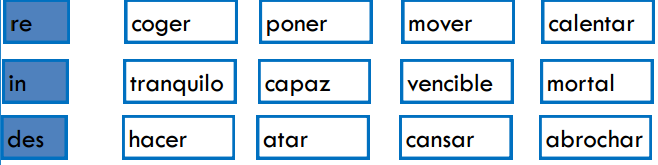 re coger poner mover calentar
in tranquilo capaz vencible mortal
des hacer atar cansar abrochar